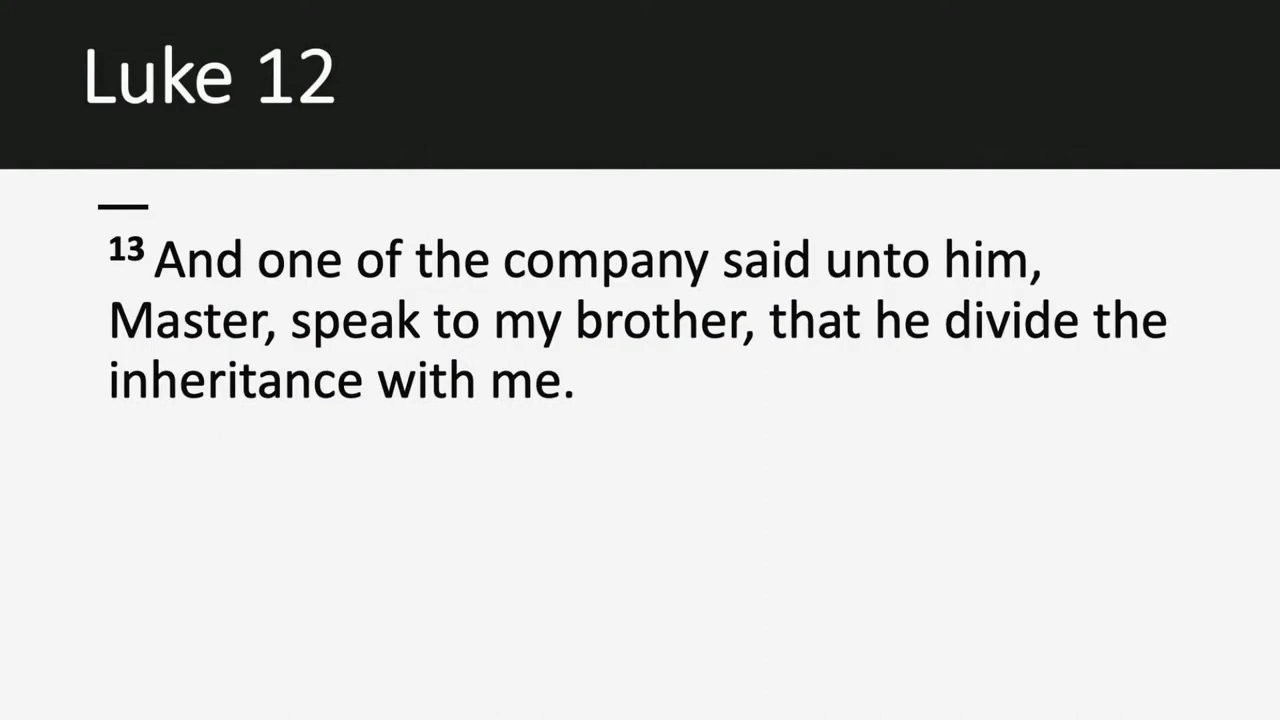 Luke 12
13 And one of the company said unto him,
Master, speak to my brother, that he divide the
inheritance with me.